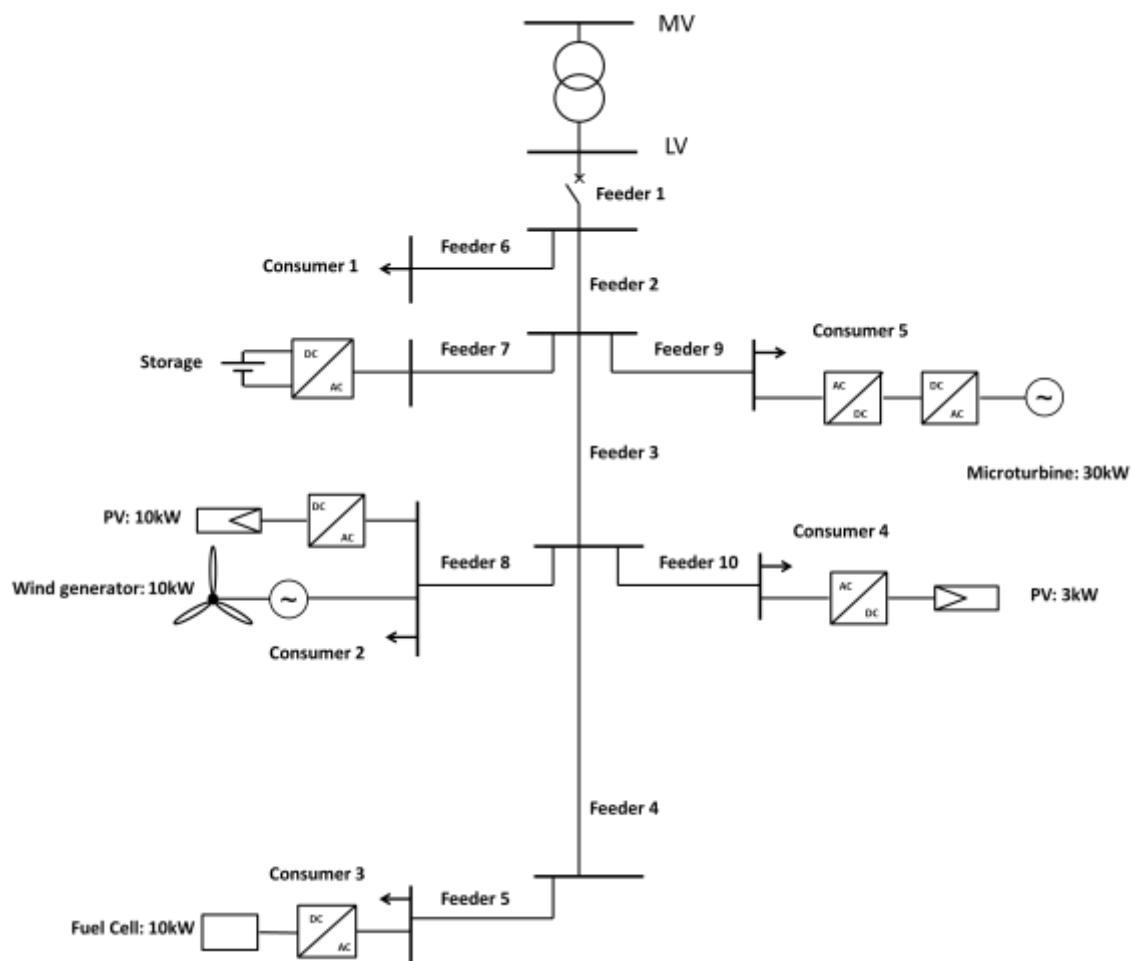 MV
LV
Feeder 1
Feeder 6
Consumer 1
Feeder 2
Consumer 5
Storage
DC
AC
Feeder 7
Feeder 9
AC
DC
DC
AC
~
Feeder 3
Microturbine: 30kW
PV: 10kW
DC
AC
Consumer 4
Wind generator: 10kW
~
Feeder 8
Feeder 10
AC
DC
PV: 3kW
Consumer 2
Feeder 4
Consumer 3
Feeder 5
Fuel Cell: 10kW
DC
AC